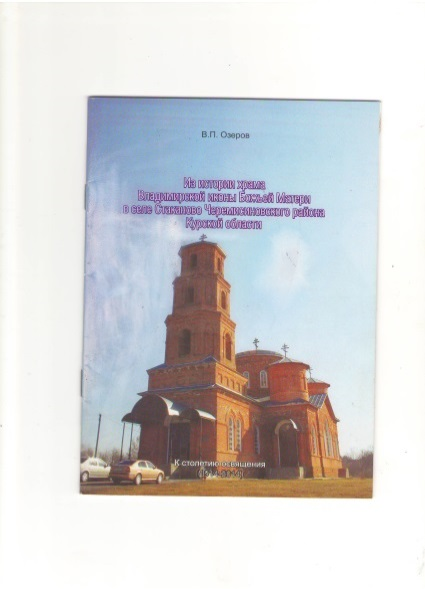 В.П. Озеров
Из истории храма
Владимирской иконы Божьей Матери
в селе Стаканово Черемисиновского района
Курской области
К столетию освящения